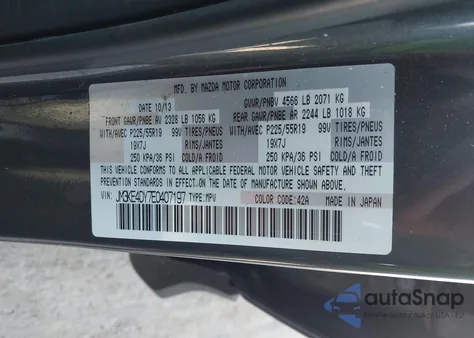 MFD. BY MAZDA MOTOR CORPORATION
DATE 10/13 GVWR/PNBV 4566 LB 2071 KG
FRONT GAWR/PNBE AV 2328 LB 1056 KG REAR GAWR/PNBE AR 2244 LB 1018 KG
WITH/AVEC P225/55R19 99V TIRES/PNEUS WITH/AVEC P225/55R19 99V TIRES/PNEUS
19X7J RIMS/JANTES 19X7J RIMS/JANTES
250 KPA/36 PSI COLD/A FROID 250 KPA/36 PSI COLD/A FROID
THIS VEHICLE CONFORMS TO ALL APPLICABLE FEDERAL MOTOR VEHICLE SAFETY AND THEFT
PREVENTION STANDARDS IN EFFECT ON THE DATE OF MANUFACTURE SHOWN ABOVE.
VIN: JM3KE4DY7E0407197 TYPE: MPV COLOR CODE: 42A MADE IN JAPAN
autoSnap